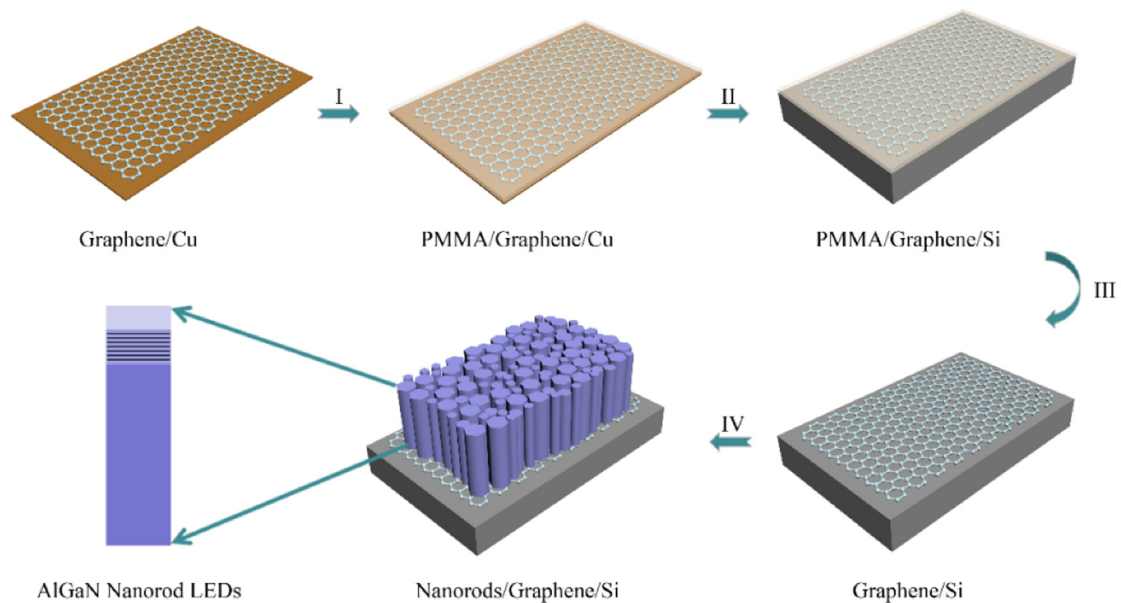 I
II
Graphene/Cu
PMMA/Graphene/Cu
PMMA/Graphene/Si
III
IV
AlGaN Nanorod LEDs
Nanorods/Graphene/Si
Graphene/Si